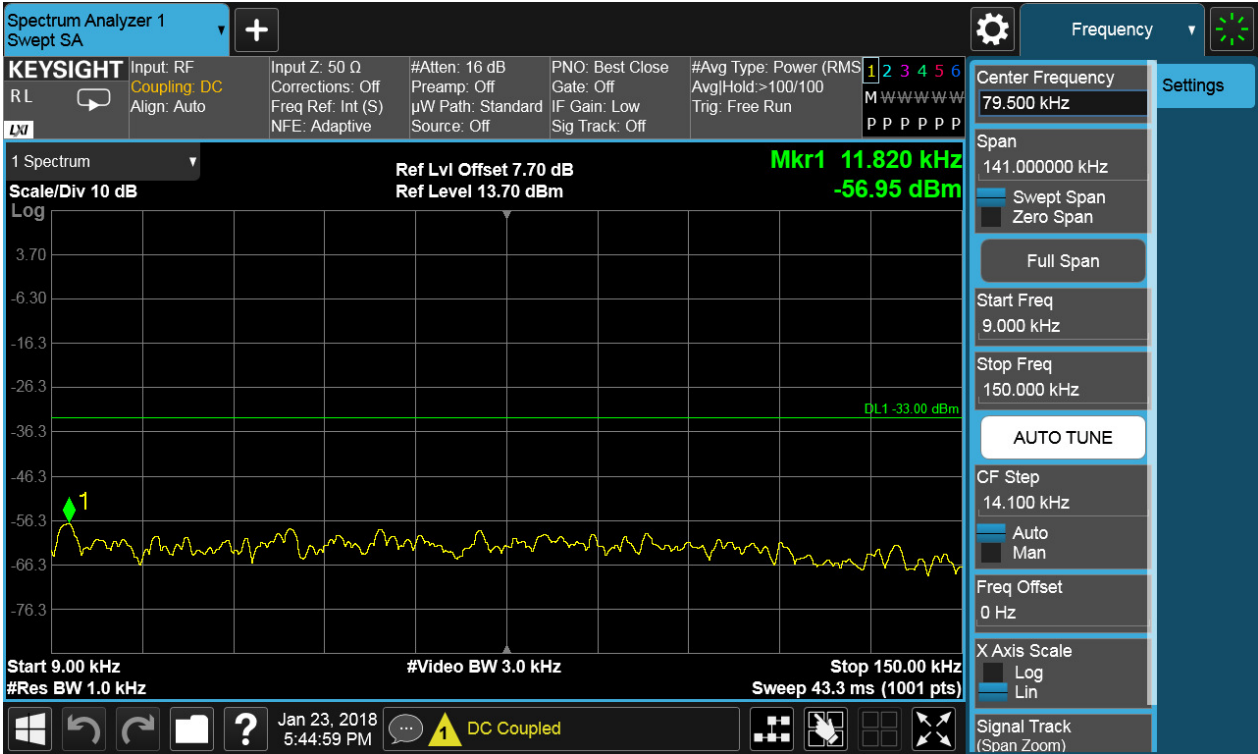 Spectrum Analyzer 1
Swept SA
Frequency
KEYSIGHT
R L
LXI
Input: RF
Coupling: DC
Align: Auto
Input Z: 50 Ω
Corrections: Off
Freq Ref: Int (S)
NFE: Adaptive
#Atten: 16 dB
Preamp: Off
µW Path: Standard
Source: Off
PNO: Best Close
Gate: Off
IF Gain: Low
Sig Track: Off
#Avg Type: Power (RMS
Avg|Hold:>100/100
Trig: Free Run
1 2 3 4 5 6
M W W W W W
P P P P P P
1 Spectrum
Scale/Div 10 dB
Log
Ref Lvl Offset 7.70 dB
Ref Level 13.70 dBm
Mkr1 11.820 kHz
-56.95 dBm
3.70
-6.30
-16.3
-26.3
-36.3
-46.3
-56.3
-66.3
-76.3
DL1 -33.00 dBm
1
Start 9.00 kHz
#Res BW 1.0 kHz
#Video BW 3.0 kHz
Stop 150.00 kHz
Sweep 43.3 ms (1001 pts)
Center Frequency
79.500 kHz
Span
141.000000 kHz
Swept Span
Zero Span
Full Span
Start Freq
9.000 kHz
Stop Freq
150.000 kHz
AUTO TUNE
CF Step
14.100 kHz
Auto
Man
Freq Offset
0 Hz
X Axis Scale
Log
Lin
Signal Track
(Span Zoom)
Settings
?
Jan 23, 2018
5:44:59 PM
1
DC Coupled